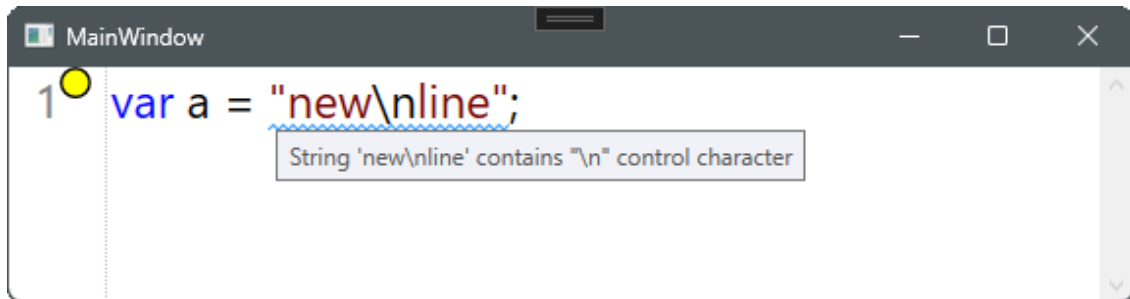 MainWindow
1 var a = "new\nline";
String 'new\nline' contains "\n" control character